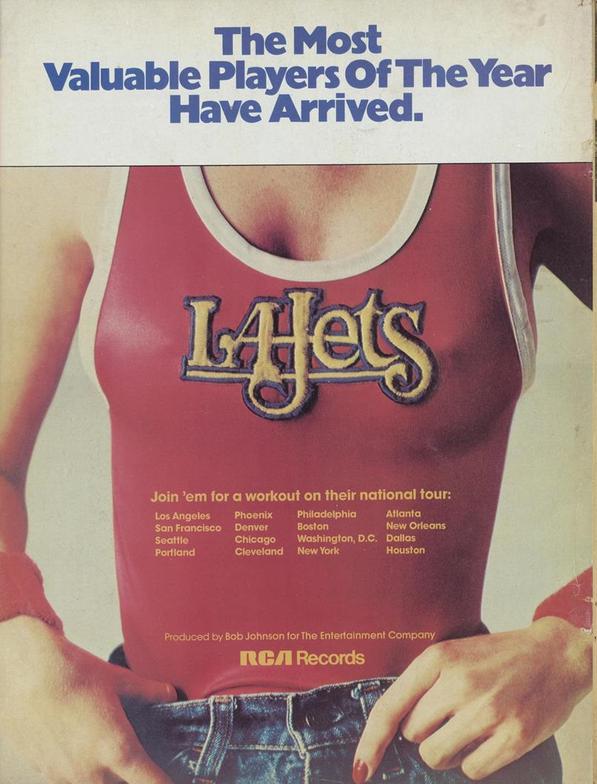 The Most
Valuable Players Of The Year
Have Arrived.
LA Jets
Join 'em for a workout on their national tour:
Los Angeles Phoenix Philadelphia Atlanta
San Francisco Denver Boston New Orleans
Seattle Chicago Washington, D.C. Dallas
Portland Cleveland New York Houston
Produced by Bob Johnson for The Entertainment Company
RCA Records